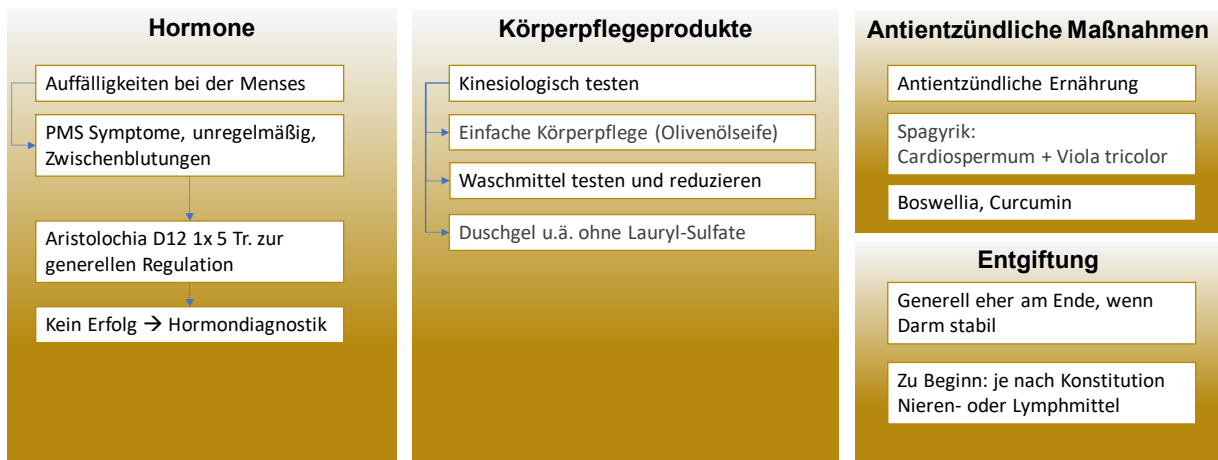 Hormone
Auffälligkeiten bei der Menses
PMS Symptome, unregelmäßig,
Zwischenblutungen
Aristolochia D12 1x 5 Tr. zur
generellen Regulation
Kein Erfolg → Hormondiagnostik
Körperpflegeprodukte
Kinesiologisch testen
Einfache Körperpflege (Olivenölseife)
Waschmittel testen und reduzieren
Duschgel u.ä. ohne Lauryl-Sulfate
Antientzündliche Maßnahmen
Antientzündliche Ernährung
Spagyrik:
Cardiospermum + Viola tricolor
Boswellia, Curcumin
Entgiftung
Generell eher am Ende, wenn
Darm stabil
Zu Beginn: je nach Konstitution
Nieren- oder Lymphmittel